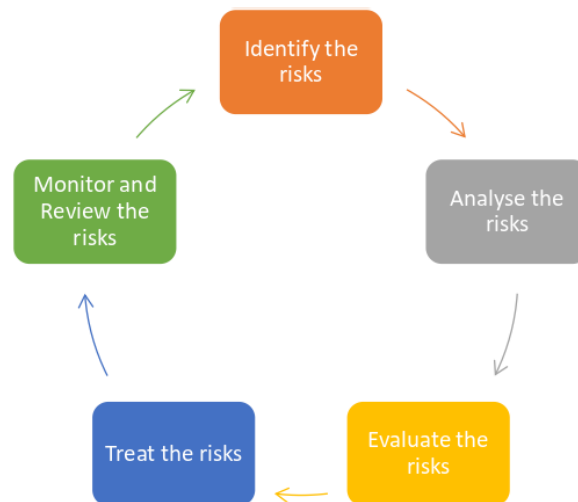 Identify the
risks
Analyse the
risks
Evaluate the
risks
Treat the risks
Monitor and
Review the
risks